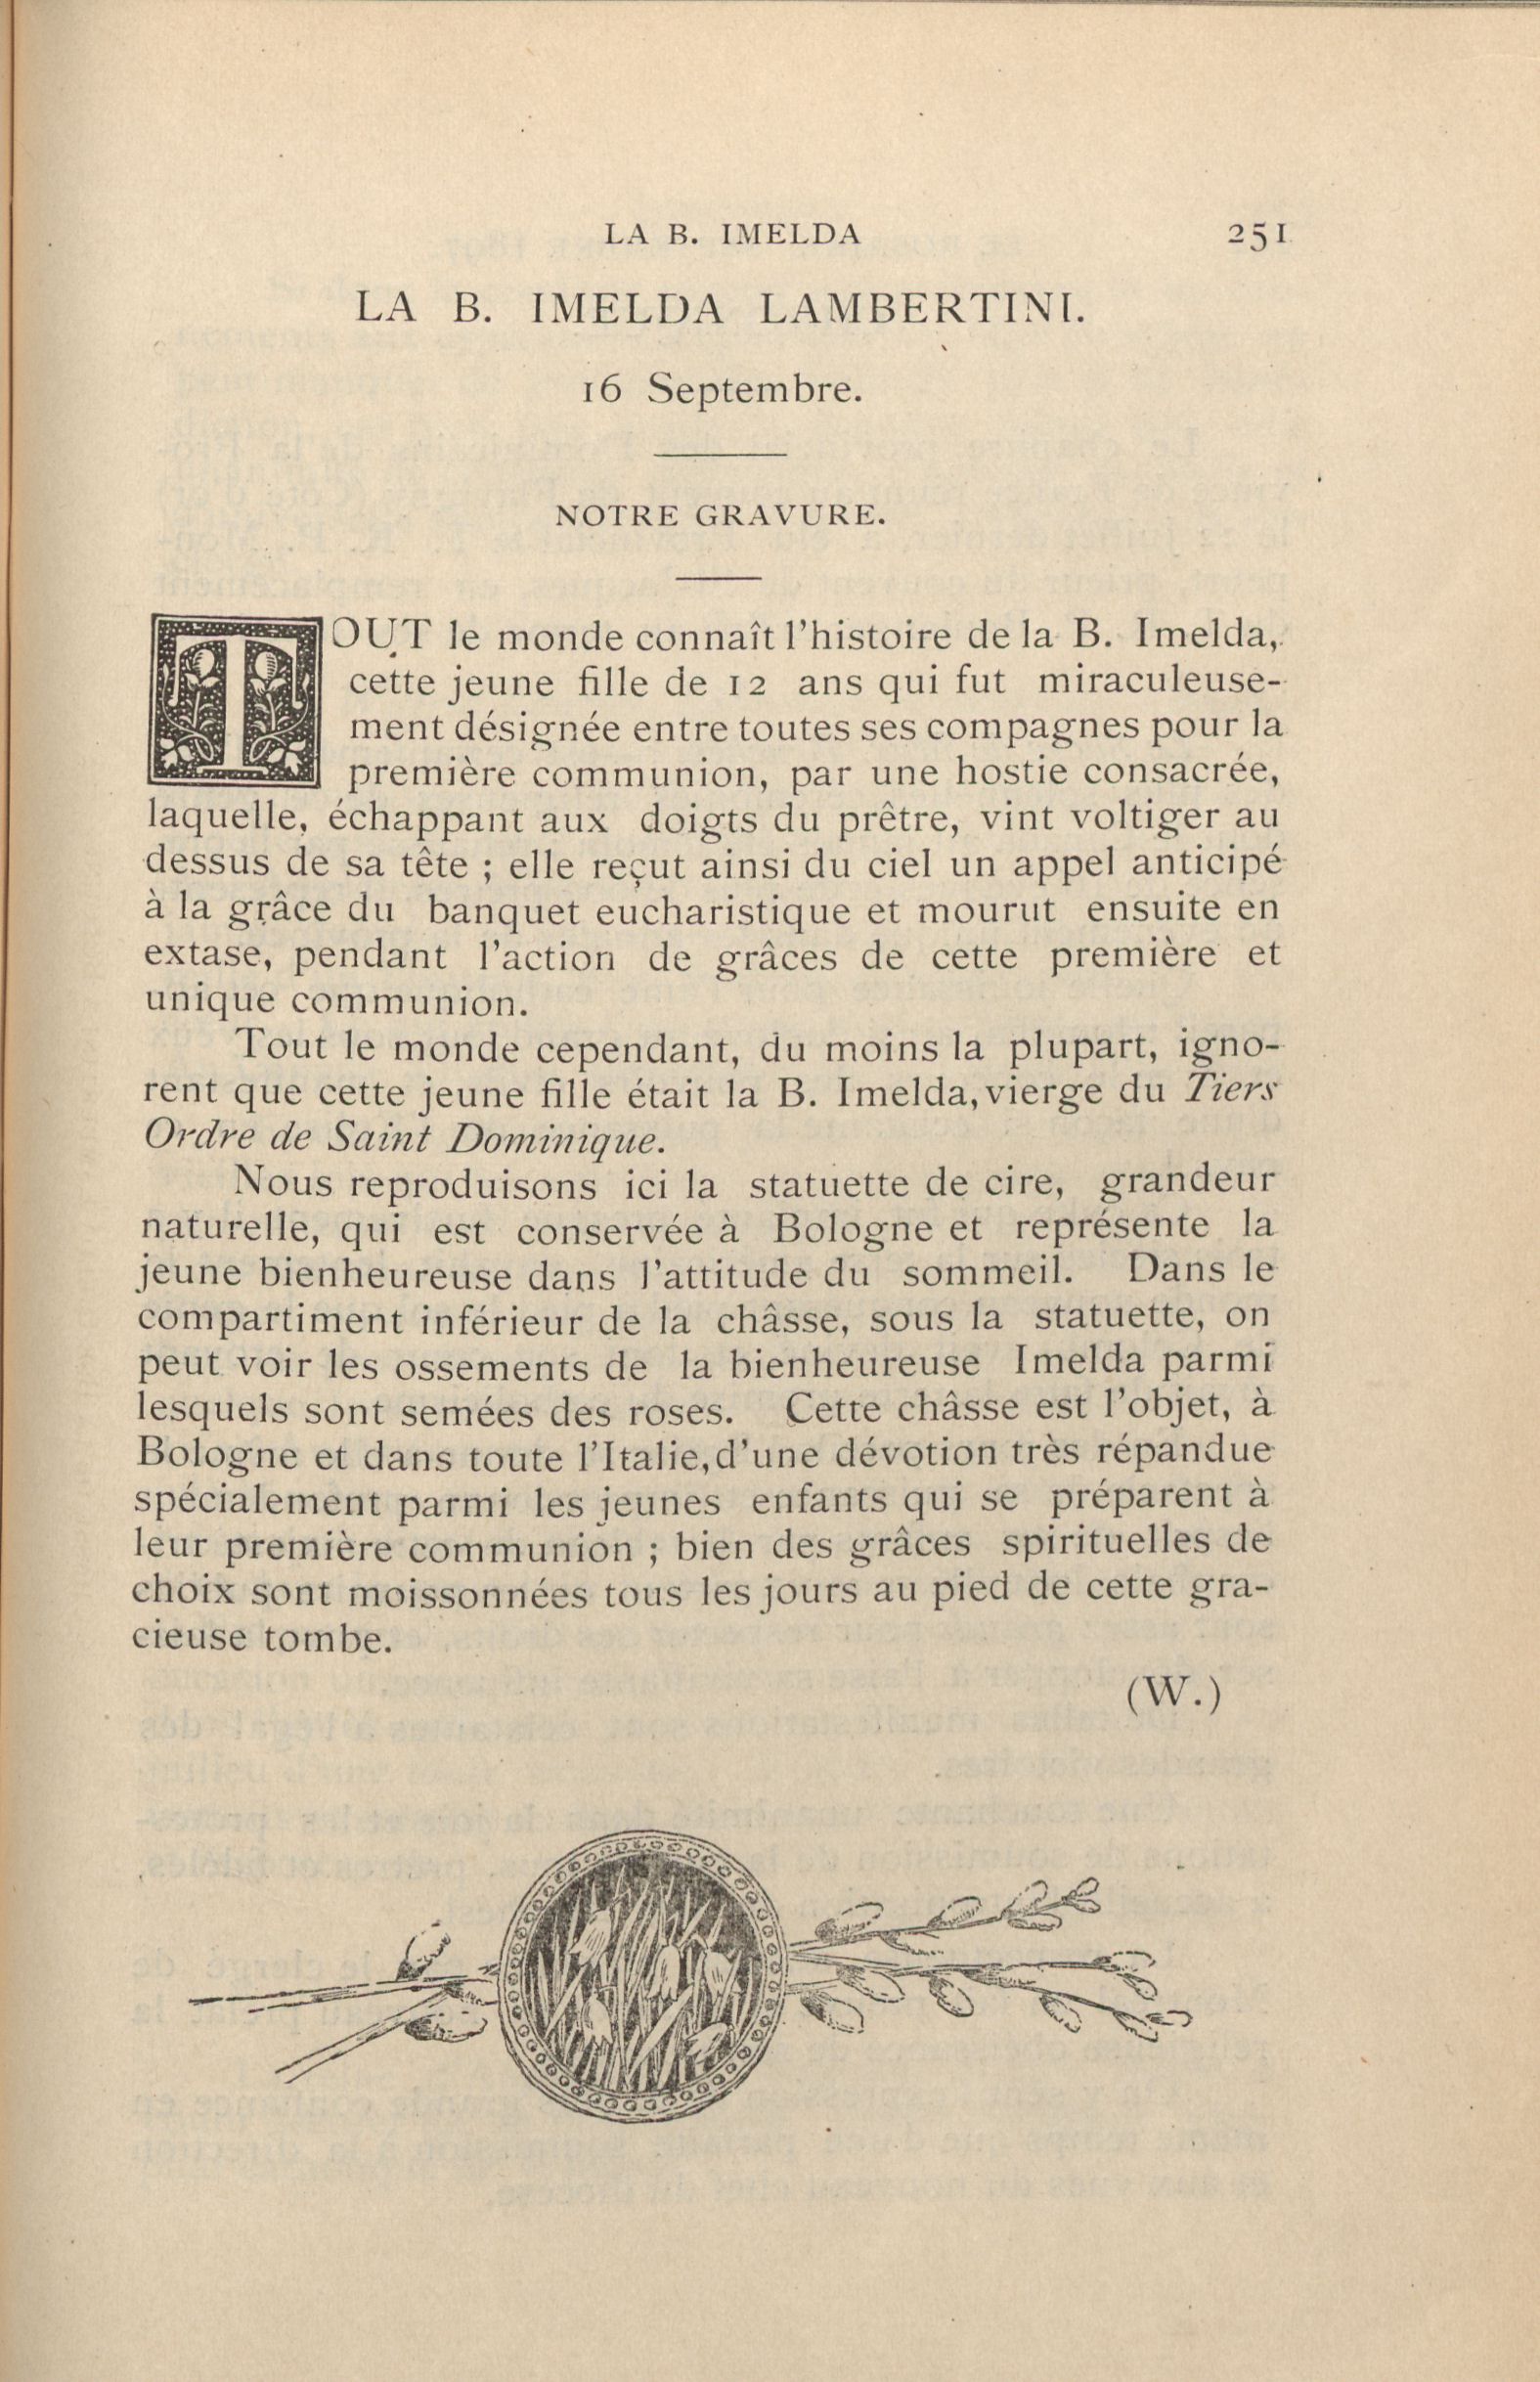 LA B. IMELDA 251
LA B. IMELDA LAMBERTINI.
16 Septembre.
NOTRE GRAVURE.
TOUT le monde connaît l'histoire de la B. Imelda,
cette jeune fille de 12 ans qui fut miraculeuse-
ment désignée entre toutes ses compagnes pour la
première communion, par une hostie consacrée,
laquelle, échappant aux doigts du prêtre, vint voltiger au
dessus de sa tête ; elle reçut ainsi du ciel un appel anticipé
à la grâce du banquet eucharistique et mourut ensuite en
extase, pendant l'action de grâces de cette première et
unique communion.
Tout le monde cependant, du moins la plupart, igno-
rent que cette jeune fille était la B. Imelda, vierge du Tiers
Ordre de Saint Dominique.
Nous reproduisons ici la statuette de cire, grandeur
naturelle, qui est conservée à Bologne et représente la
jeune bienheureuse dans l'attitude du sommeil. Dans le
compartiment inférieur de la châsse, sous la statuette, on
peut voir les ossements de la bienheureuse Imelda parmi
lesquels sont semées des roses. Cette châsse est l'objet, à
Bologne et dans toute l'Italie, d'une dévotion très répandue
spécialement parmi les jeunes enfants qui se préparent à
leur première communion ; bien des grâces spirituelles de
choix sont moissonnées tous les jours au pied de cette gra-
cieuse tombe.
(W.)